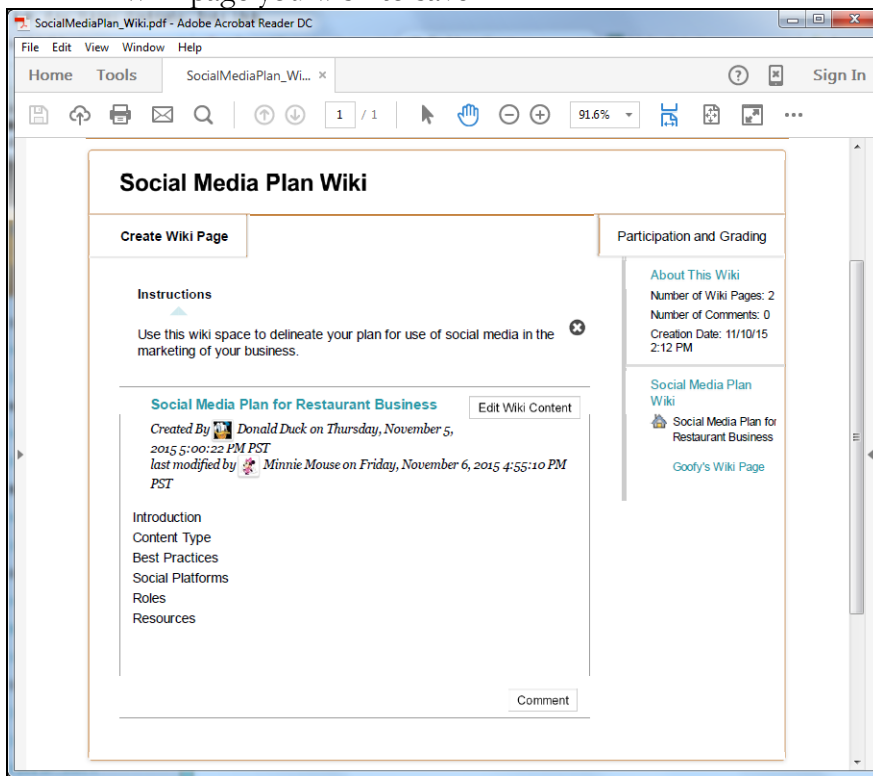 SocialMediaPlan_Wiki.pdf - Adobe Acrobat Reader DC
File Edit View Window Help
Home Tools SocialMediaPlan_Wi... × Sign In
1 / 1 91.6%
Social Media Plan Wiki
Create Wiki Page
Participation and Grading
Instructions
Use this wiki space to delineate your plan for use of social media in the
marketing of your business.
Social Media Plan for Restaurant Business
Edit Wiki Content
Created By Donald Duck on Thursday, November 5,
2015 5:00:22 PM PST
last modified by Minnie Mouse on Friday, November 6, 2015 4:55:10 PM
PST
Introduction
Content Type
Best Practices
Social Platforms
Roles
Resources
Comment
About This Wiki
Number of Wiki Pages: 2
Number of Comments: 0
Creation Date: 11/10/15
2:12 PM
Social Media Plan
Wiki
Social Media Plan for
Restaurant Business
Goofy's Wiki Page